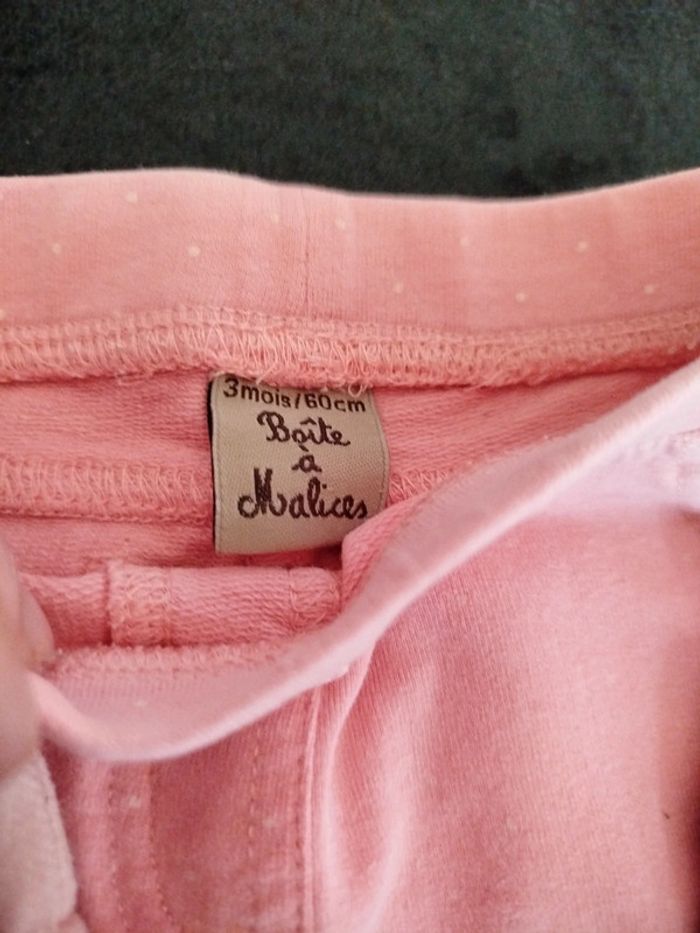 3mois/60cm
Boîte
à
Malices